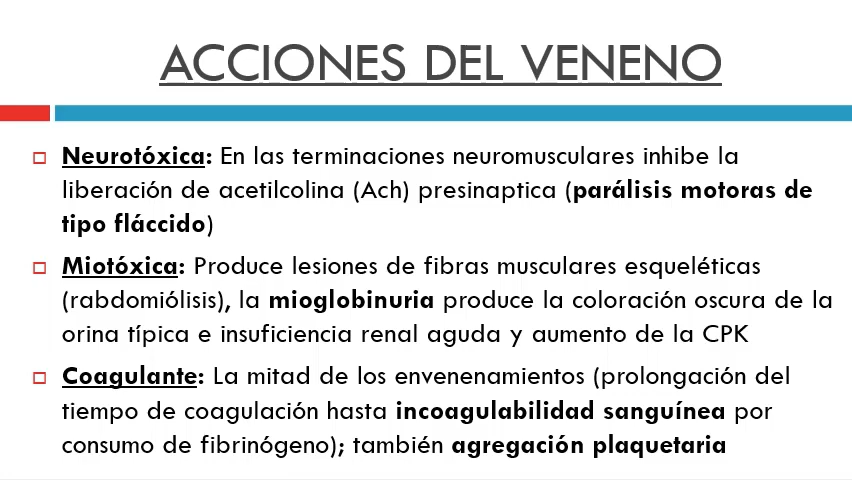 ACCIONES DEL VENENO
Neurotóxica: En las terminaciones neuromusculares inhibe la
liberación de acetilcolina (Ach) presinaptica (parálisis motoras de
tipo fláccido)
Miotóxica: Produce lesiones de fibras musculares esqueléticas
(rabdomiólisis), la mioglobinuria produce la coloración oscura de la
orina típica e insuficiencia renal aguda y aumento de la CPK
Coagulante: La mitad de los envenenamientos (prolongación del
tiempo de coagulación hasta incoagulabilidad sanguínea por
consumo de fibrinógeno); también agregación plaquetaria